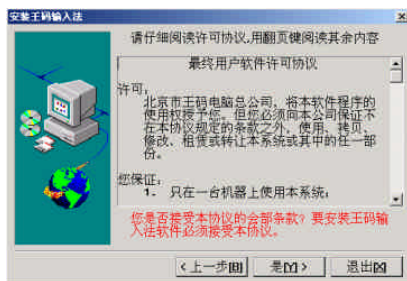 安装王码输入法
请仔细阅读许可协议,用翻页键阅读其余内容
最终用户软件许可协议
许可:
北京市王码电脑总公司，将本软件程序的
使用权授予您。但您必须向本公司保证不
在本协议规定的条款之外，使用、拷贝、
修改、租赁或转让本系统或其中的任一部
份。
您保证:
1. 只在一台机器上使用本系统;
您是否接受本协议的全部条款? 要安装王码输
入法软件必须接受本协议。
<上一步[B] 是[Y]> 退出[X]